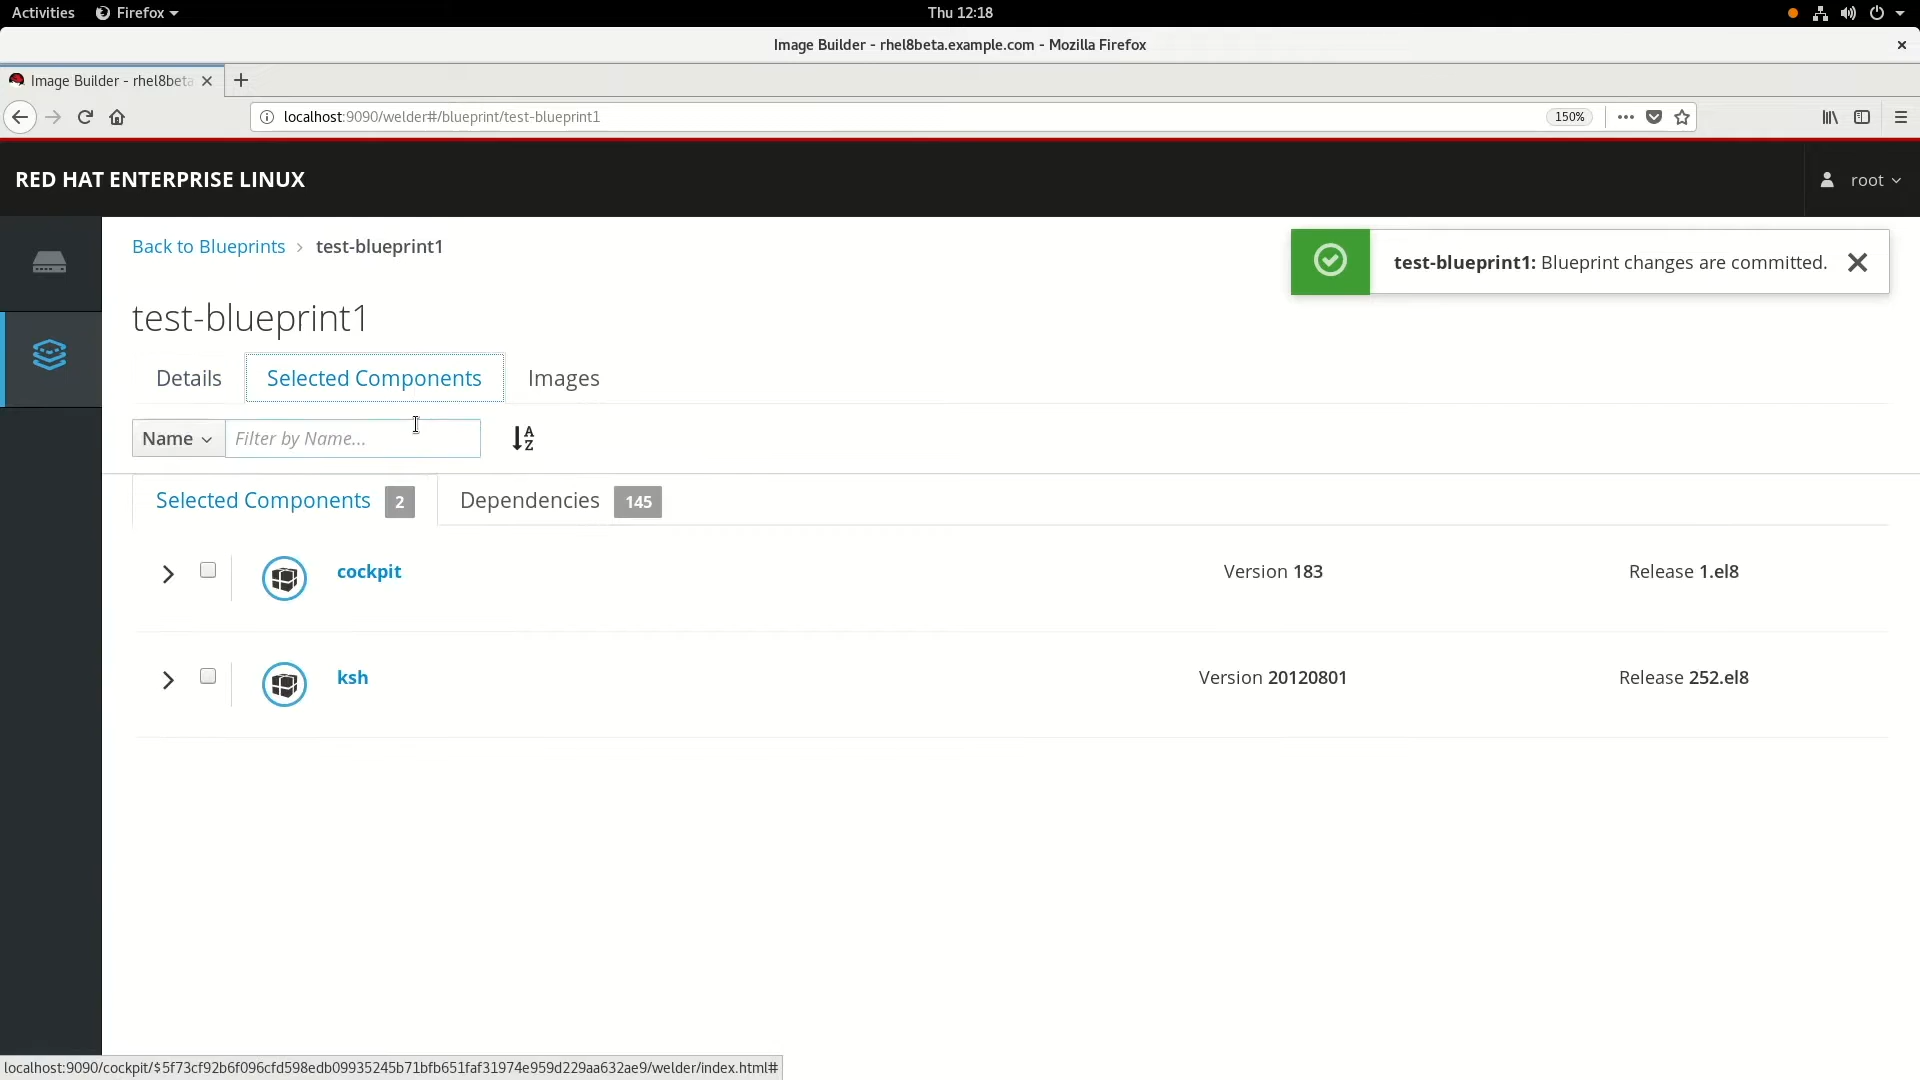 Activities Firefox Thu 12:18
Image Builder - rhel8beta.example.com - Mozilla Firefox
Image Builder - rhel8beta
localhost:9090/welder#/blueprint/test-blueprint1 150%
RED HAT ENTERPRISE LINUX root
Back to Blueprints test-blueprint1
test-blueprint1: Blueprint changes are committed.
test-blueprint1
Details Selected Components Images
Name Filter by Name... A Z
Selected Components 2 Dependencies 145
cockpit Version 183 Release 1.el8
ksh Version 20120801 Release 252.el8
localhost:9090/cockpit/$5f73cf92b6f096cfd598edb09935245b71bfb651faf31974e959d229aa632ae9/welder/index.html#